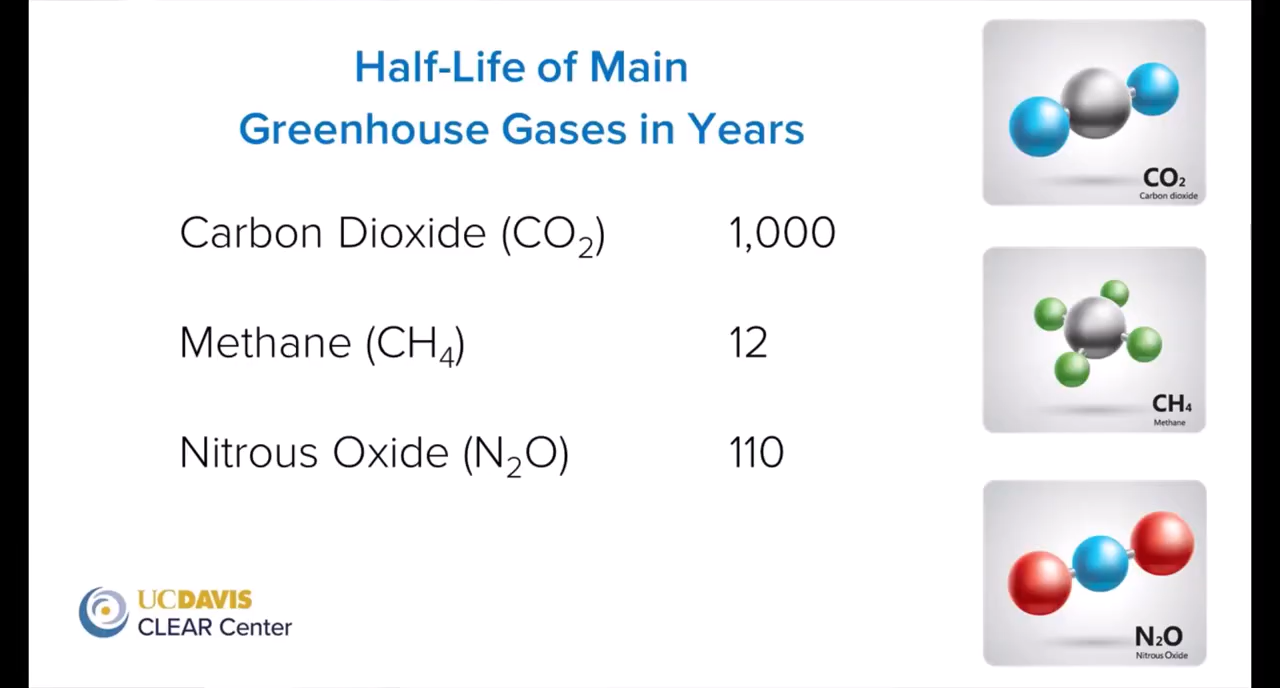 Half-Life of Main
Greenhouse Gases in Years
Carbon Dioxide (CO₂) 1,000
Methane (CH₄) 12
Nitrous Oxide (N₂O) 110
CO₂
Carbon dioxide
CH₄
Methane
N₂O
Nitrous Oxide
UCDAVIS
CLEAR Center